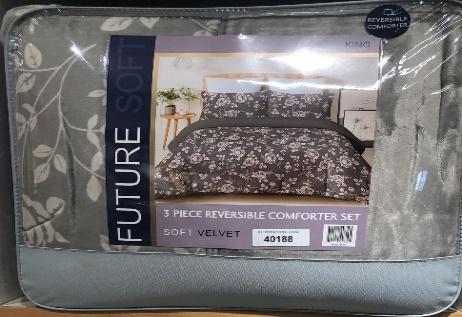 REVERSIBLE
COMFORTER
KING
FUTURE SOFT
3 PIECE REVERSIBLE COMFORTER SET
SOFT VELVET
40188